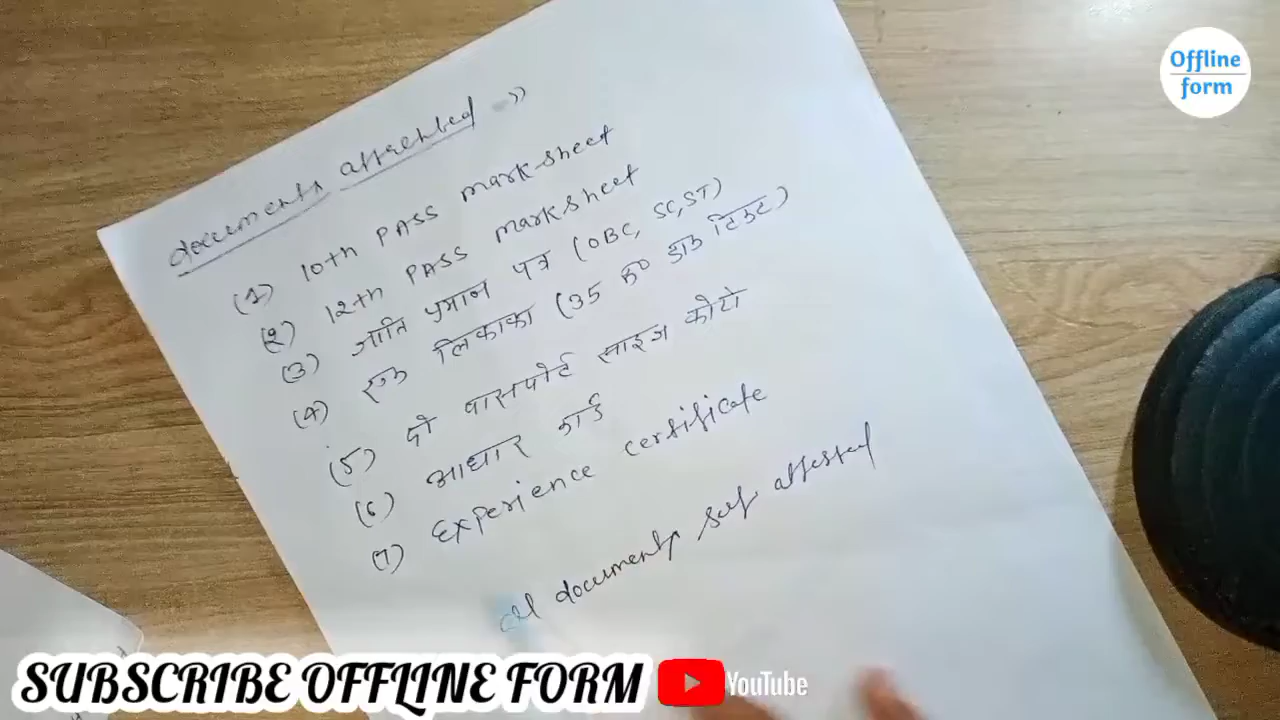 Offline
form
documents attached =>>
(1) 10th PASS marksheet
(2) 12th PASS marksheet
(3) जाति प्रमान पत्र (OBC, SC, ST)
(4) एक लिफाफा (35 रु० डाक टिकट)
(5) दो पासपोर्ट साइज फोटो
(6) आधार कार्ड
(7) Experience certificate
all documents self attested
SUBSCRIBE OFFLINE FORM YouTube